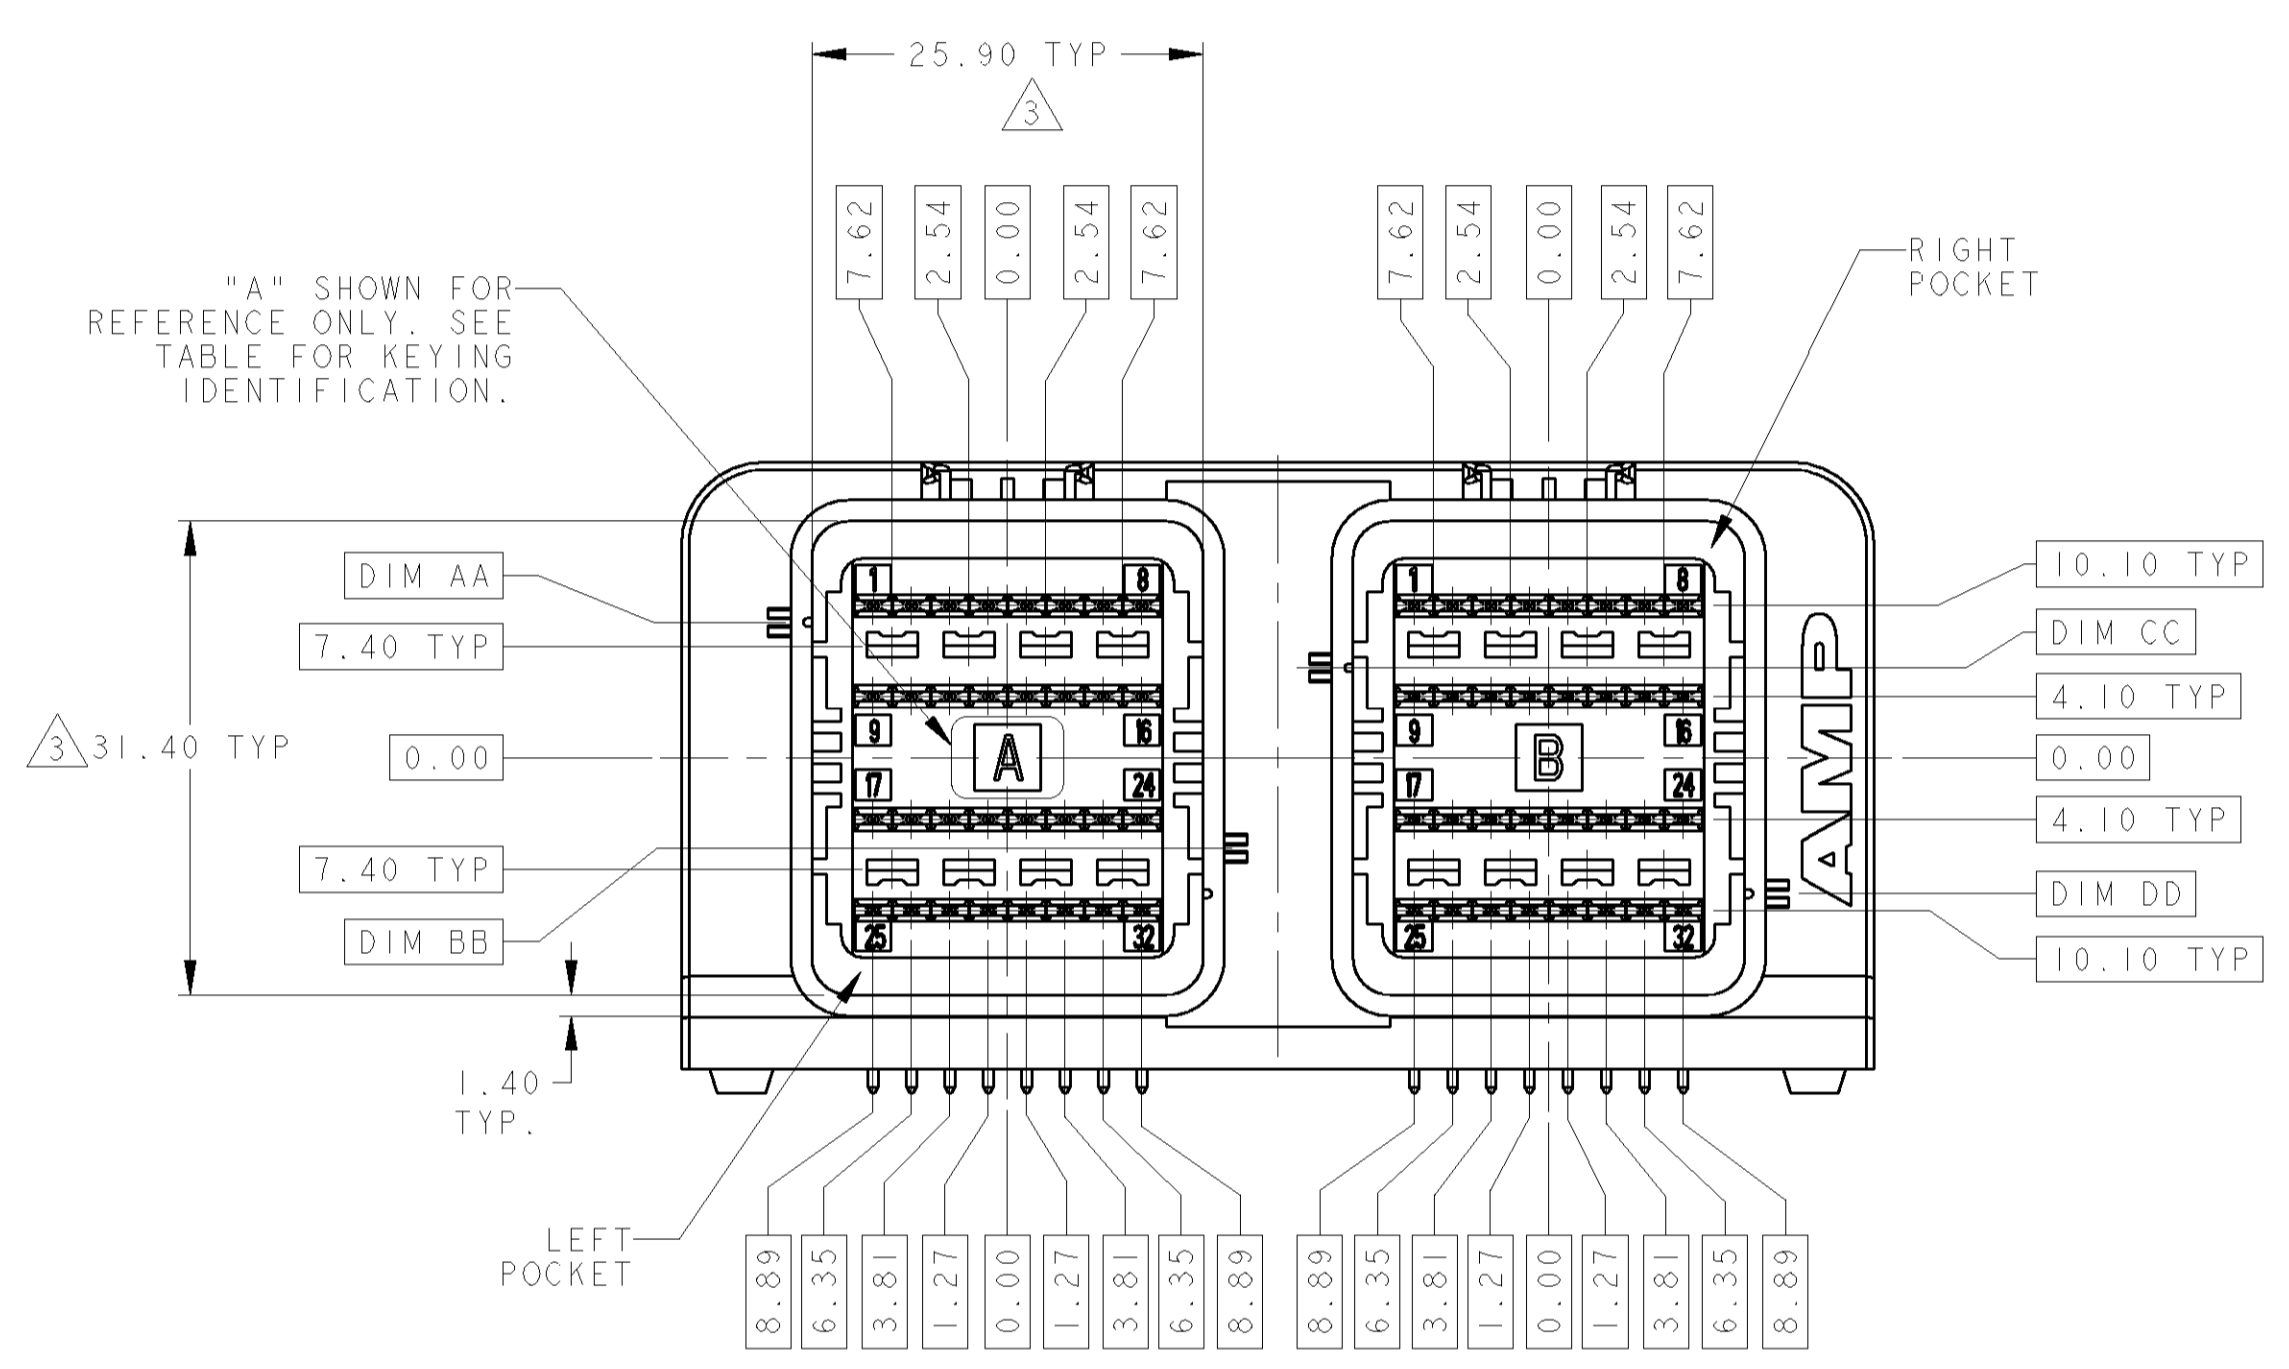 25.90 TYP
3
7.62
2.54
0.00
2.54
7.62
7.62
2.54
0.00
2.54
7.62
"A" SHOWN FOR
REFERENCE ONLY. SEE
TABLE FOR KEYING
IDENTIFICATION.
RIGHT
POCKET
DIM AA
7.40 TYP
3
31.40 TYP
0.00
7.40 TYP
DIM BB
1.40
TYP.
LEFT
POCKET
1
8
9
16
A
17
24
25
32
1
8
9
16
B
17
24
25
32
AMP
10.10 TYP
DIM CC
4.10 TYP
0.00
4.10 TYP
DIM DD
10.10 TYP
8.89
6.35
3.81
1.27
0.00
1.27
3.81
6.35
8.89
8.89
6.35
3.81
1.27
0.00
1.27
3.81
6.35
8.89